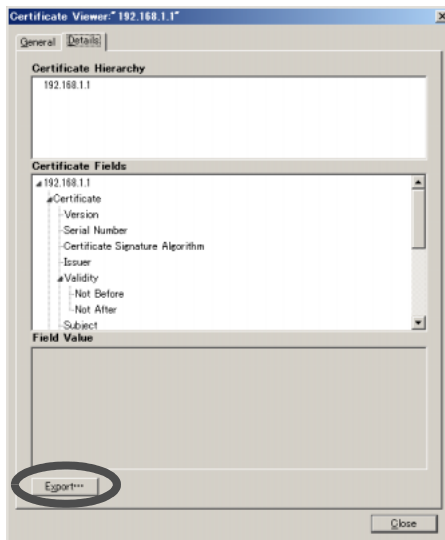 Certificate Viewer:"192.168.1.1"
General Details
Certificate Hierarchy
192.168.1.1
Certificate Fields
192.168.1.1
Certificate
Version
Serial Number
Certificate Signature Algorithm
Issuer
Validity
Not Before
Not After
Subject
Field Value
Export...
Close